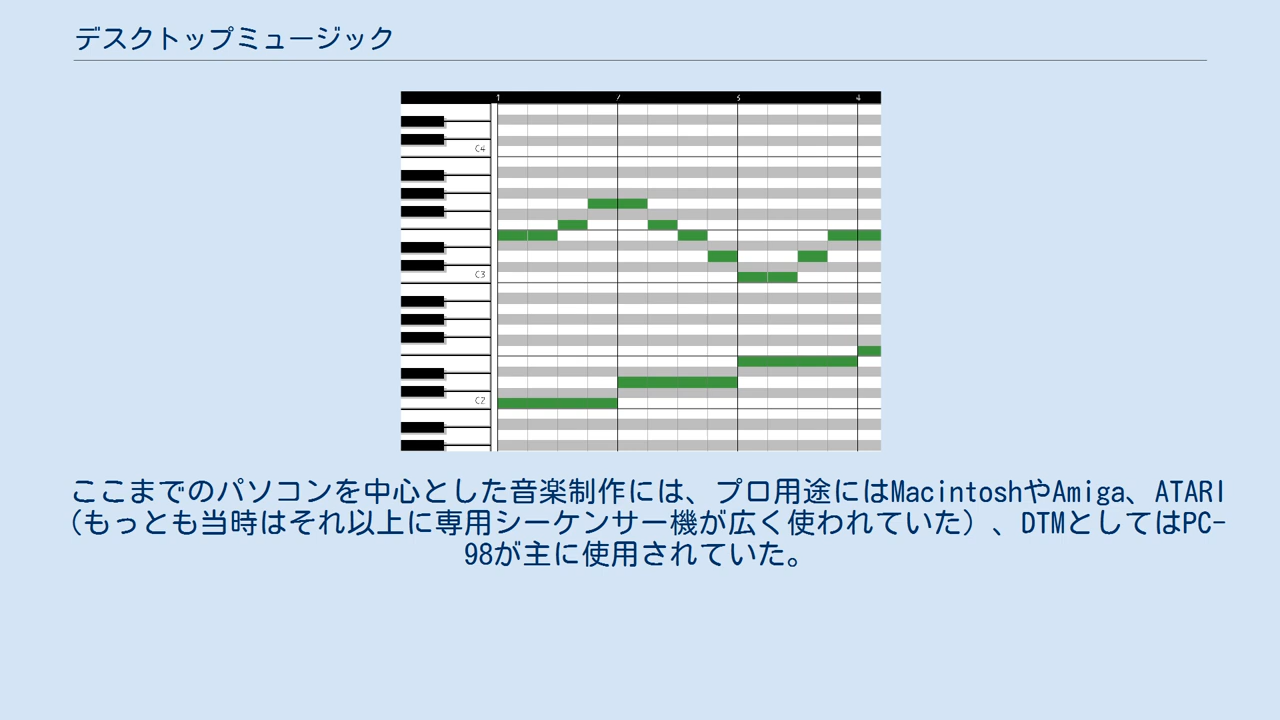 デスクトップミュージック
1 2 3 4
C4
C3
C2
ここまでのパソコンを中心とした音楽制作には、プロ用途にはMacintoshやAmiga、ATARI
(もっとも当時はそれ以上に専用シーケンサー機が広く使われていた）、DTMとしてはPC-
98が主に使用されていた。